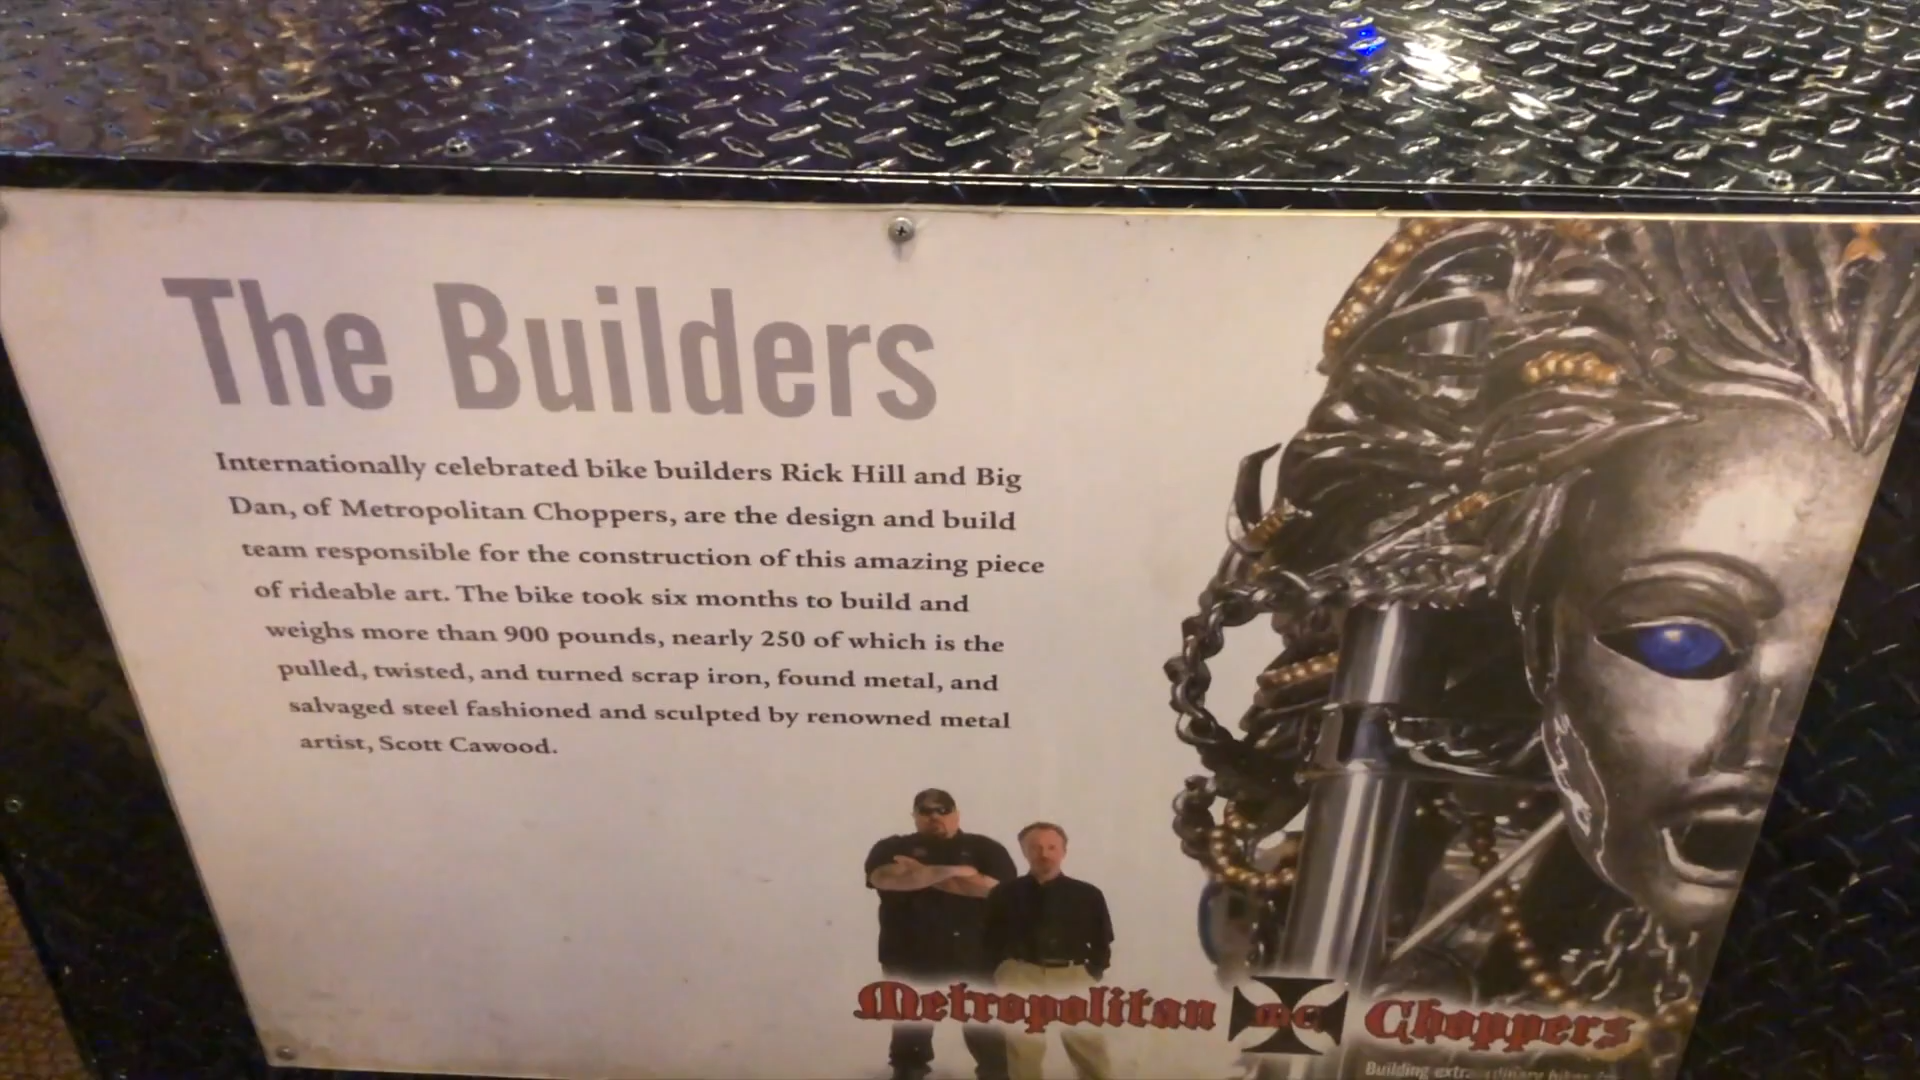 The Builders
Internationally celebrated bike builders Rick Hill and Big
Dan, of Metropolitan Choppers, are the design and build
team responsible for the construction of this amazing piece
of rideable art. The bike took six months to build and
weighs more than 900 pounds, nearly 250 of which is the
pulled, twisted, and turned scrap iron, found metal, and
salvaged steel fashioned and sculpted by renowned metal
artist, Scott Cawood.
Metropolitan MC Choppers
Building extraordinary bikes